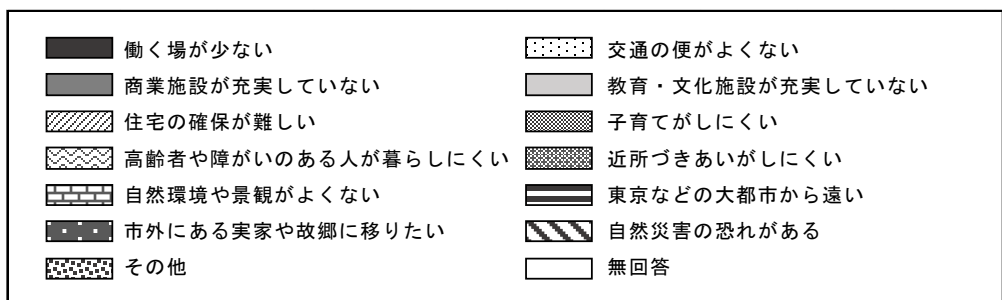 働く場が少ない
交通の便がよくない
商業施設が充実していない
教育・文化施設が充実していない
住宅の確保が難しい
子育てがしにくい
高齢者や障がいのある人が暮らしにくい
近所づきあいがしにくい
自然環境や景観がよくない
東京などの大都市から遠い
市外にある実家や故郷に移りたい
自然災害の恐れがある
その他
無回答